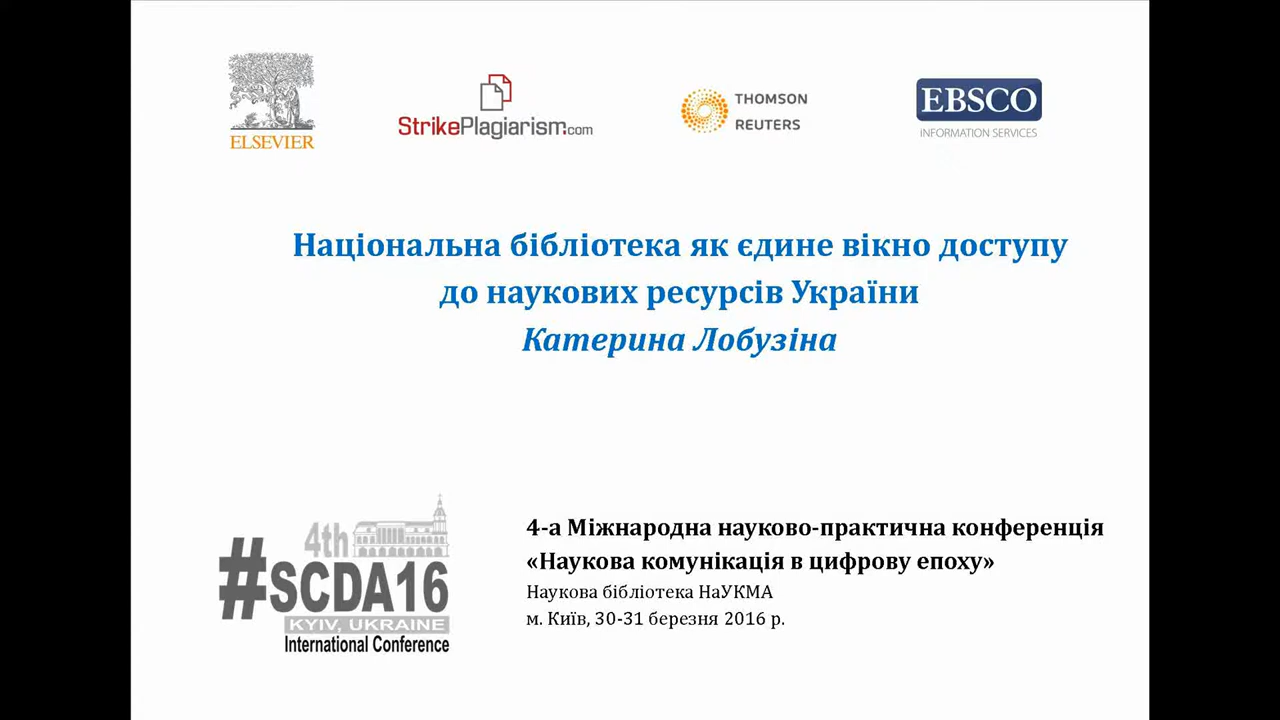 ELSEVIER
StrikePlagiarism.com
THOMSON
REUTERS
EBSCO
INFORMATION SERVICES
Національна бібліотека як єдине вікно доступу
до наукових ресурсів України
Катерина Лобузіна
4th
#SCDA16
KYIV, UKRAINE
International Conference
4-а Міжнародна науково-практична конференція
«Наукова комунікація в цифрову епоху»
Наукова бібліотека НаУКМА
м. Київ, 30-31 березня 2016 р.